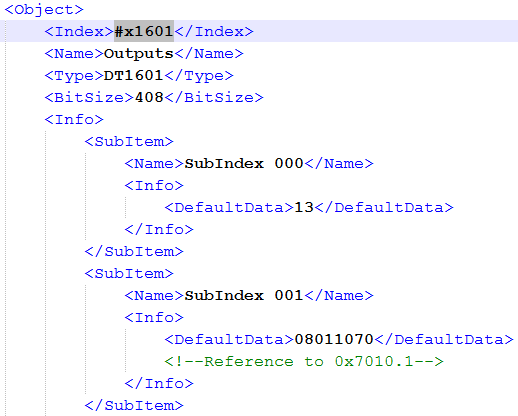 <Object>
<Index>#x1601</Index>
<Name>Outputs</Name>
<Type>DT1601</Type>
<BitSize>408</BitSize>
<Info>
<SubItem>
<Name>SubIndex 000</Name>
<Info>
<DefaultData>13</DefaultData>
</Info>
</SubItem>
<SubItem>
<Name>SubIndex 001</Name>
<Info>
<DefaultData>08011070</DefaultData>
<!--Reference to 0x7010.1-->
</Info>
</SubItem>